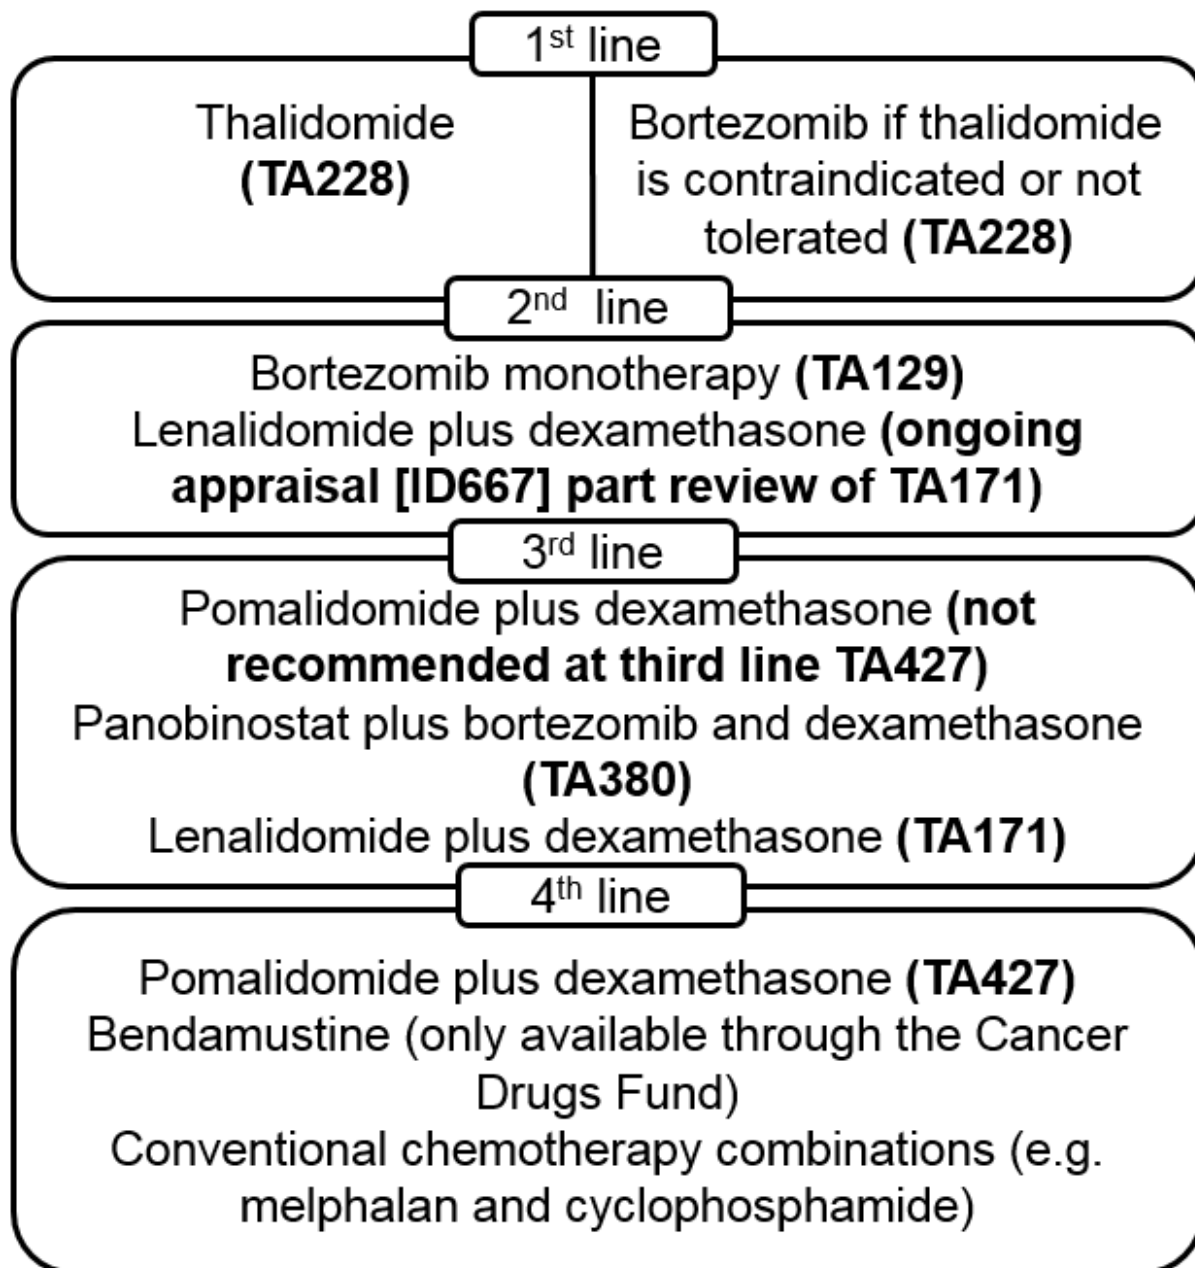 1st line
Thalidomide
(TA228)
Bortezomib if thalidomide
is contraindicated or not
tolerated (TA228)
2nd line
Bortezomib monotherapy (TA129)
Lenalidomide plus dexamethasone (ongoing
appraisal [ID667] part review of TA171)
3rd line
Pomalidomide plus dexamethasone (not
recommended at third line TA427)
Panobinostat plus bortezomib and dexamethasone
(TA380)
Lenalidomide plus dexamethasone (TA171)
4th line
Pomalidomide plus dexamethasone (TA427)
Bendamustine (only available through the Cancer
Drugs Fund)
Conventional chemotherapy combinations (e.g.
melphalan and cyclophosphamide)